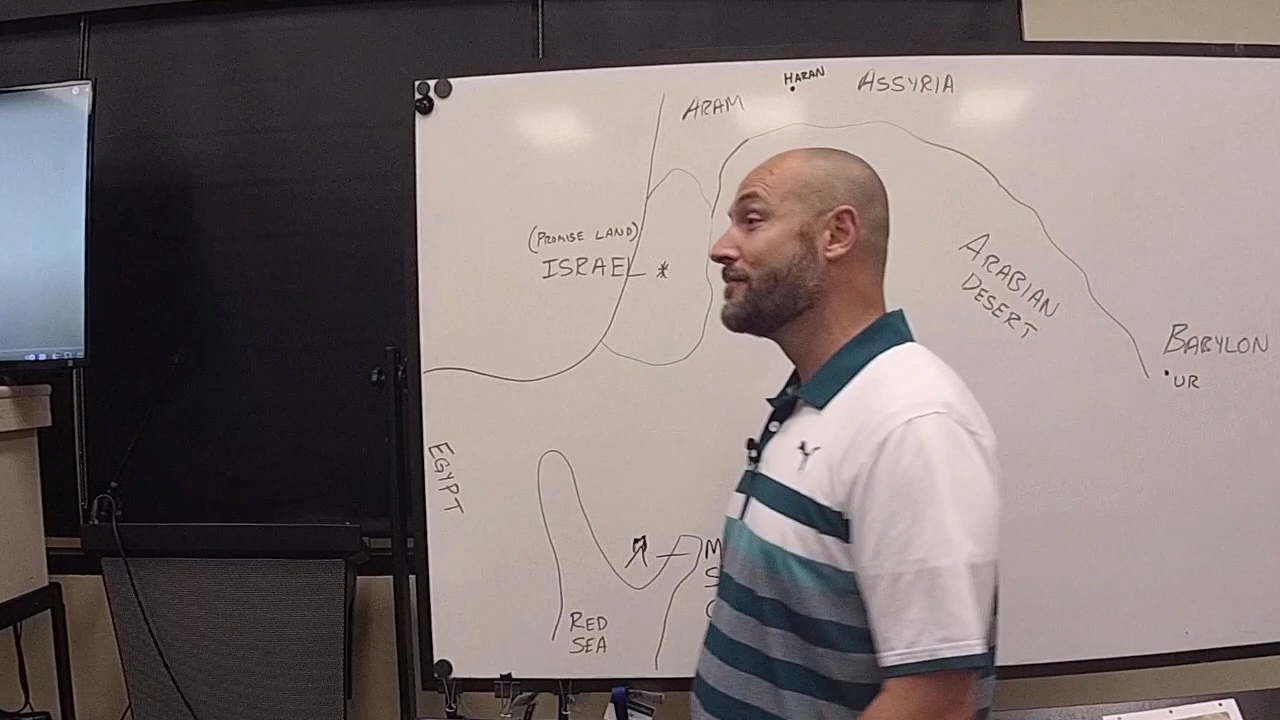 HARAN
ASSYRIA
ARAM
(PROMISE LAND)
ISRAEL
ARABIAN
DESERT
BABYLON
UR
EGYPT
RED
SEA